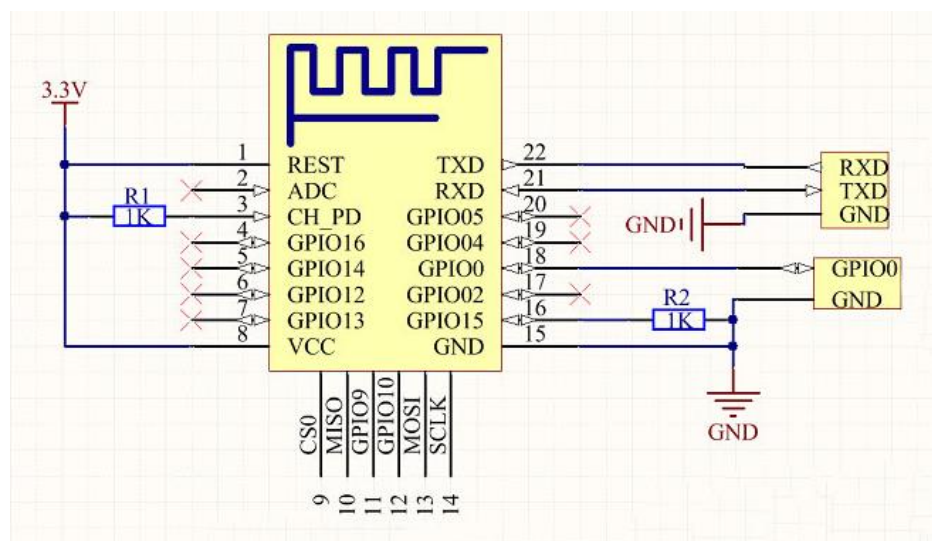 3.3V
R1
1K
1 REST
2 ADC
3 CH_PD
4 GPIO16
5 GPIO14
6 GPIO12
7 GPIO13
8 VCC
TXD 22
RXD 21
GPIO05 20
GPIO04 19
GPIO0 18
GPIO02 17
GPIO15 16
GND 15
CS0
MISO
GPIO9
GPIO10
MOSI
SCLK
9
10
11
12
13
14
RXD
TXD
GND
GND
GPIO0
GND
R2
1K
GND